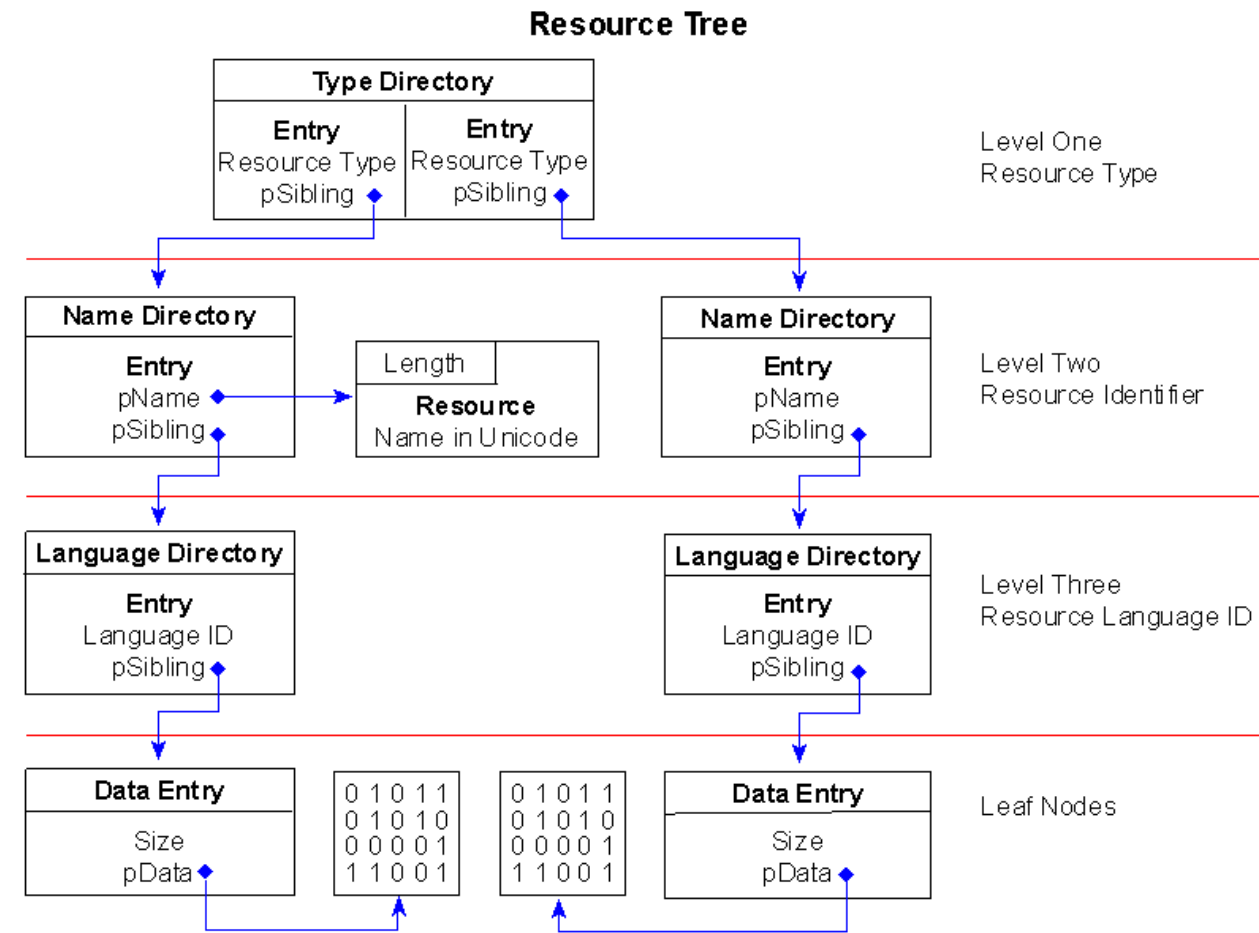 Resource Tree
Type Directory
Entry
Resource Type
pSibling
Entry
Resource Type
pSibling
Level One
Resource Type
Name Directory
Entry
pName
pSibling
Length
Resource
Name in Unicode
Name Directory
Entry
pName
pSibling
Level Two
Resource Identifier
Language Directory
Entry
Language ID
pSibling
Language Directory
Entry
Language ID
pSibling
Level Three
Resource Language ID
Data Entry
Size
pData
0 1 0 1 1
0 1 0 1 0
0 0 0 0 1
1 1 0 0 1
0 1 0 1 1
0 1 0 1 0
0 0 0 0 1
1 1 0 0 1
Data Entry
Size
pData
Leaf Nodes